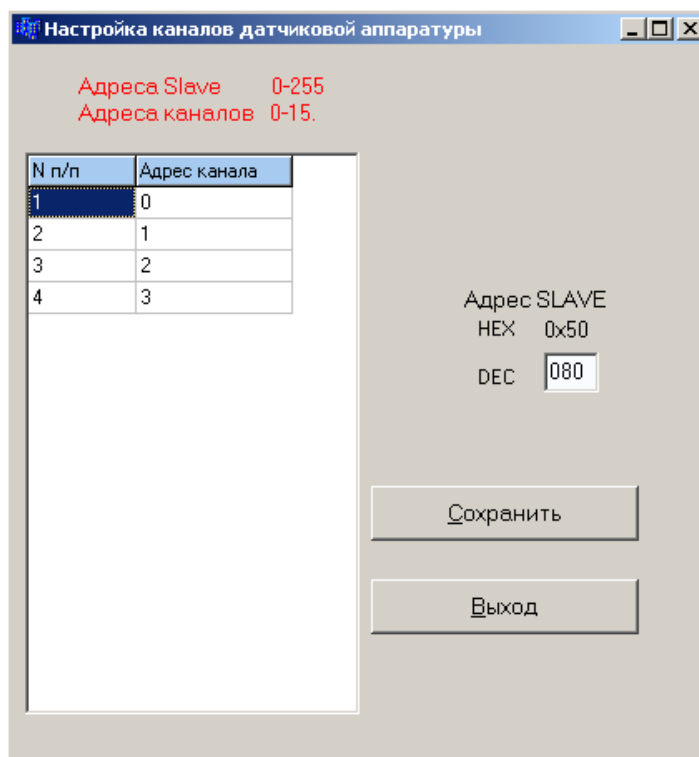 Настройка каналов датчиковой аппаратуры
Адреса Slave 0-255
Адреса каналов 0-15.
N п/п Адрес канала
1 0
2 1
3 2
4 3
Адрес SLAVE
HEX 0x50
DEC 080
Сохранить
Выход